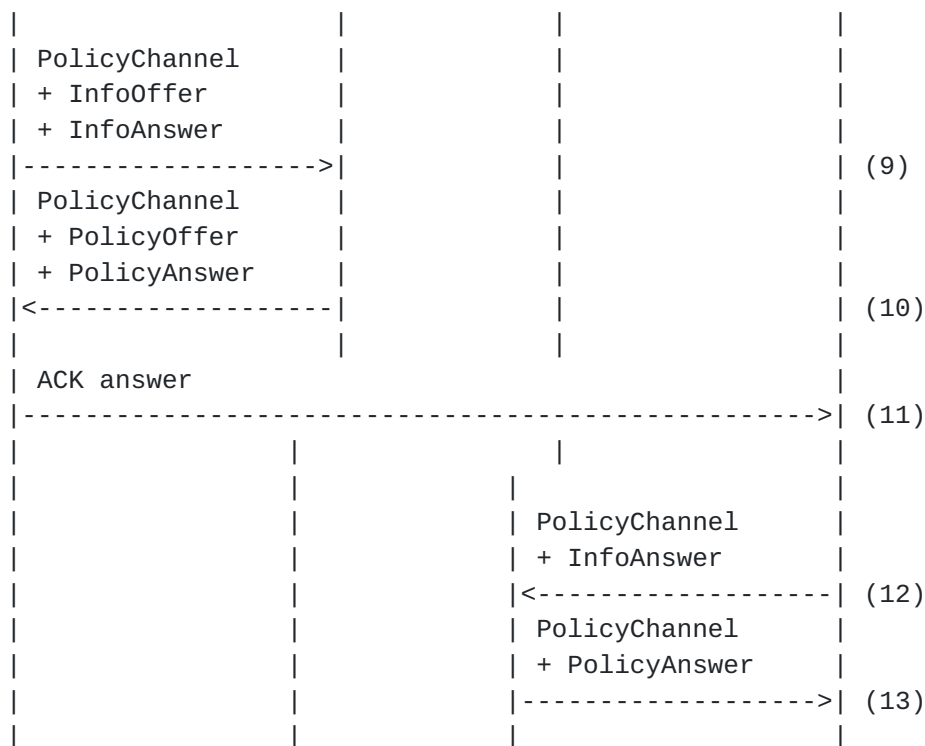 |                    |             |                 |
| PolicyChannel      |             |                 |
| + InfoOffer        |             |                 |
| + InfoAnswer       |             |                 |
|------------------->|             |                 | (9)
| PolicyChannel      |             |                 |
| + PolicyOffer      |             |                 |
| + PolicyAnswer     |             |                 |
|<-------------------|             |                 | (10)
|                    |             |                 |
| ACK answer                                         |
|--------------------------------------------------->| (11)
|                 |                |                 |
|                 |             |                    |
|                 |             | PolicyChannel      |
|                 |             | + InfoAnswer       |
|                 |             |<-------------------| (12)
|                 |             | PolicyChannel      |
|                 |             | + PolicyAnswer     |
|                 |             |------------------->| (13)
|                 |             |                    |